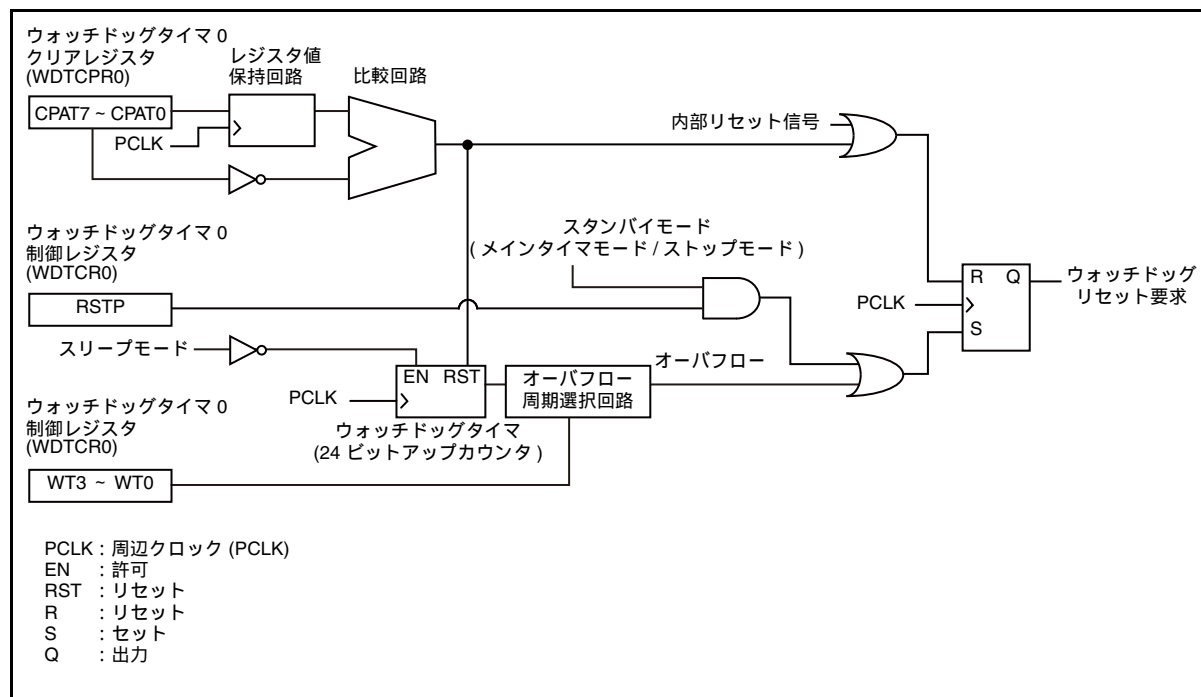 ウォッチドッグタイマ 0
クリアレジスタ
(WDTCPR0)
レジスタ値
保持回路
比較回路
CPAT7 ~ CPAT0
PCLK
内部リセット信号
ウォッチドッグタイマ 0
制御レジスタ
(WDTCR0)
スタンバイモード
( メインタイマモード / ストップモード )
RSTP
R Q
PCLK
S
ウォッチドッグ
リセット要求
スリープモード
EN RST
PCLK
オーバフロー
周期選択回路
オーバフロー
ウォッチドッグタイマ
(24 ビットアップカウンタ )
ウォッチドッグタイマ 0
制御レジスタ
(WDTCR0)
WT3 ~ WT0
PCLK : 周辺クロック (PCLK)
EN : 許可
RST : リセット
R : リセット
S : セット
Q : 出力